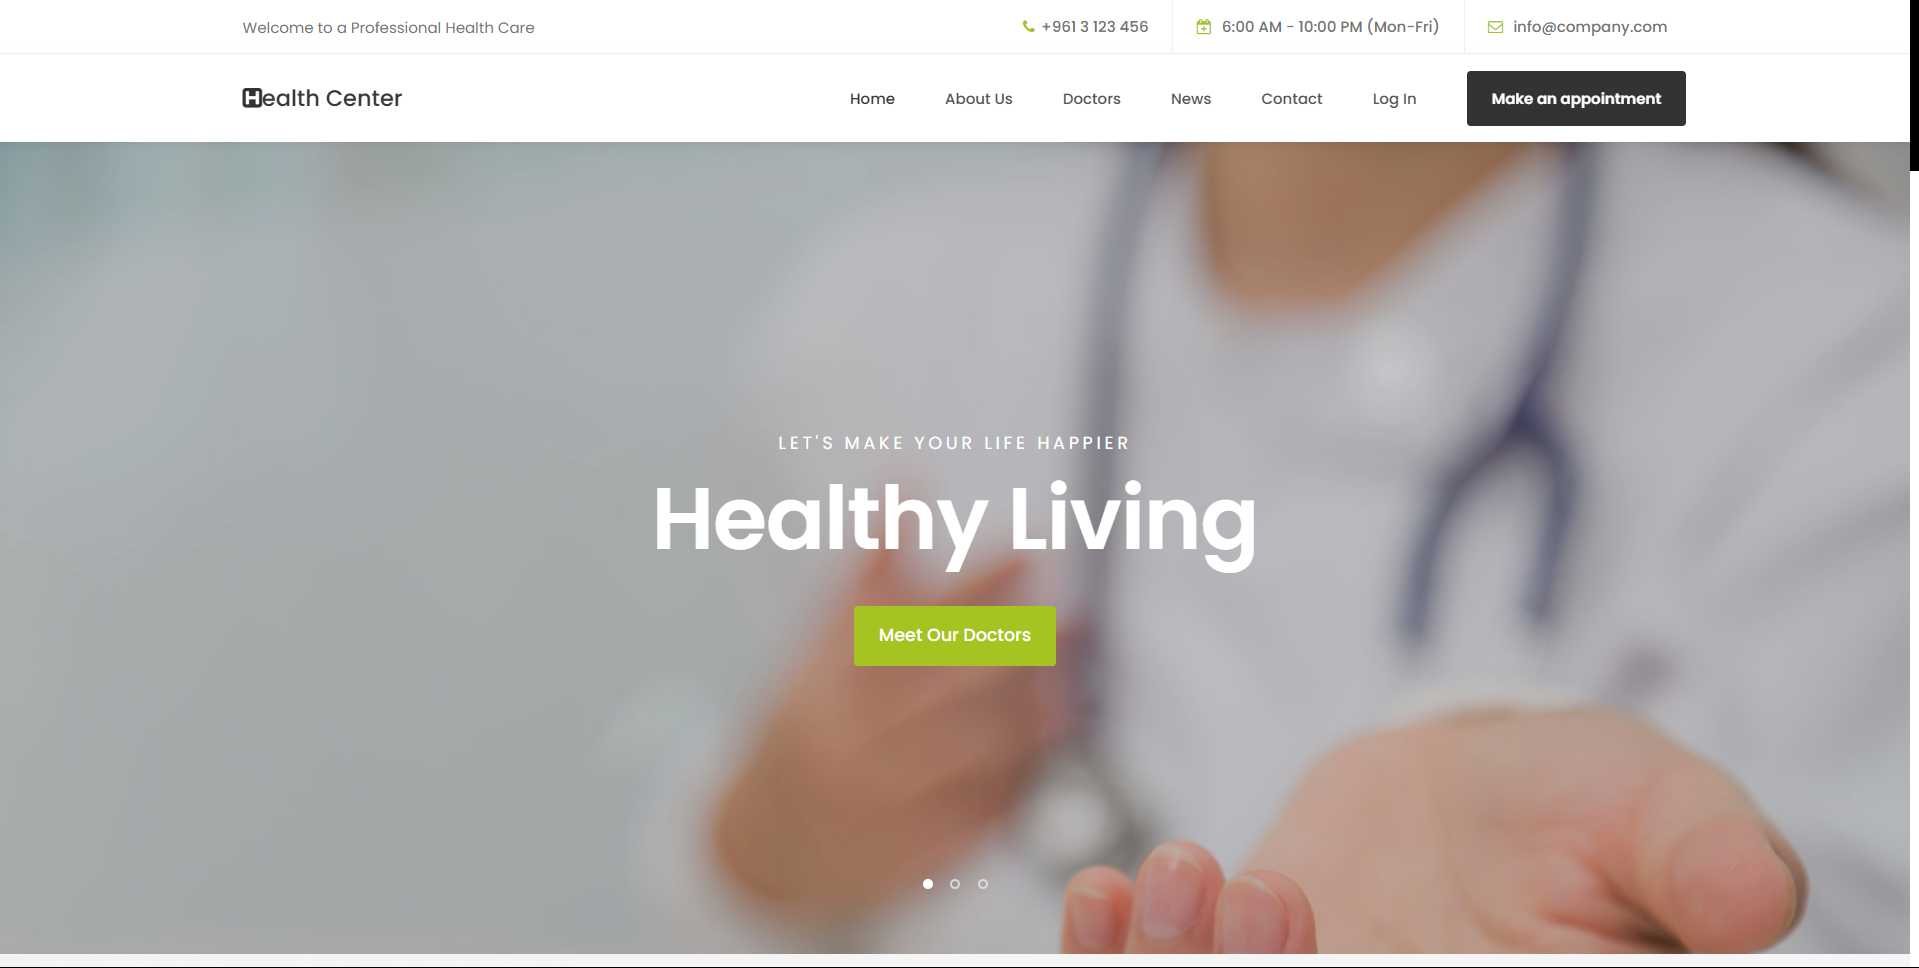 Welcome to a Professional Health Care
+961 3 123 456
6:00 AM - 10:00 PM (Mon-Fri)
info@company.com
Health Center
Home
About Us
Doctors
News
Contact
Log In
Make an appointment
LET'S MAKE YOUR LIFE HAPPIER
Healthy Living
Meet Our Doctors